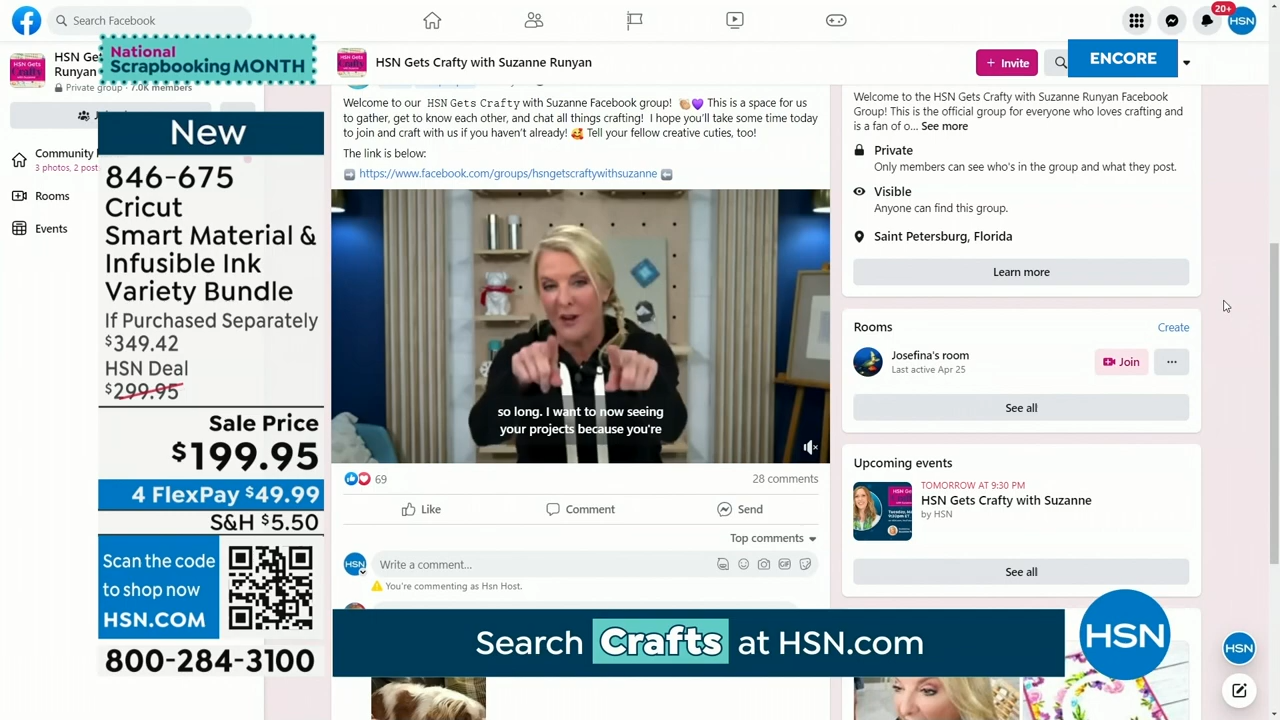 Search Facebook
20+
HSN
HSN Gets
Runyan
Private group · 7.0K members
National
Scrapbooking MONTH
HSN Gets Crafty with Suzanne Runyan
+ Invite
ENCORE
Community
3 photos, 2 post
Rooms
Events
New
846-675
Cricut
Smart Material &
Infusible Ink
Variety Bundle
If Purchased Separately
$349.42
HSN Deal
$299.95
Sale Price
$199.95
4 FlexPay $49.99
S&H $5.50
Scan the code
to shop now
HSN.COM
800-284-3100
Welcome to our HSN Gets Crafty with Suzanne Facebook group! 👏🏼💜 This is a space for us
to gather, get to know each other, and chat all things crafting! I hope you'll take some time today
to join and craft with us if you haven't already! 🥰 Tell your fellow creative cuties, too!
The link is below:
➡️ https://www.facebook.com/groups/hsngetscraftywithsuzanne ⬅️
so long. I want to now seeing
your projects because you're
69
28 comments
Like
Comment
Send
Top comments
HSN
Write a comment...
GIF
You're commenting as Hsn Host.
Welcome to the HSN Gets Crafty with Suzanne Runyan Facebook
Group! This is the official group for everyone who loves crafting and
is a fan of o... See more
Private
Only members can see who's in the group and what they post.
Visible
Anyone can find this group.
Saint Petersburg, Florida
Learn more
Rooms
Create
Josefina's room
Last active Apr 25
Join
See all
Upcoming events
TOMORROW AT 9:30 PM
HSN Gets Crafty with Suzanne
by HSN
See all
Search Crafts at HSN.com
HSN
HSN